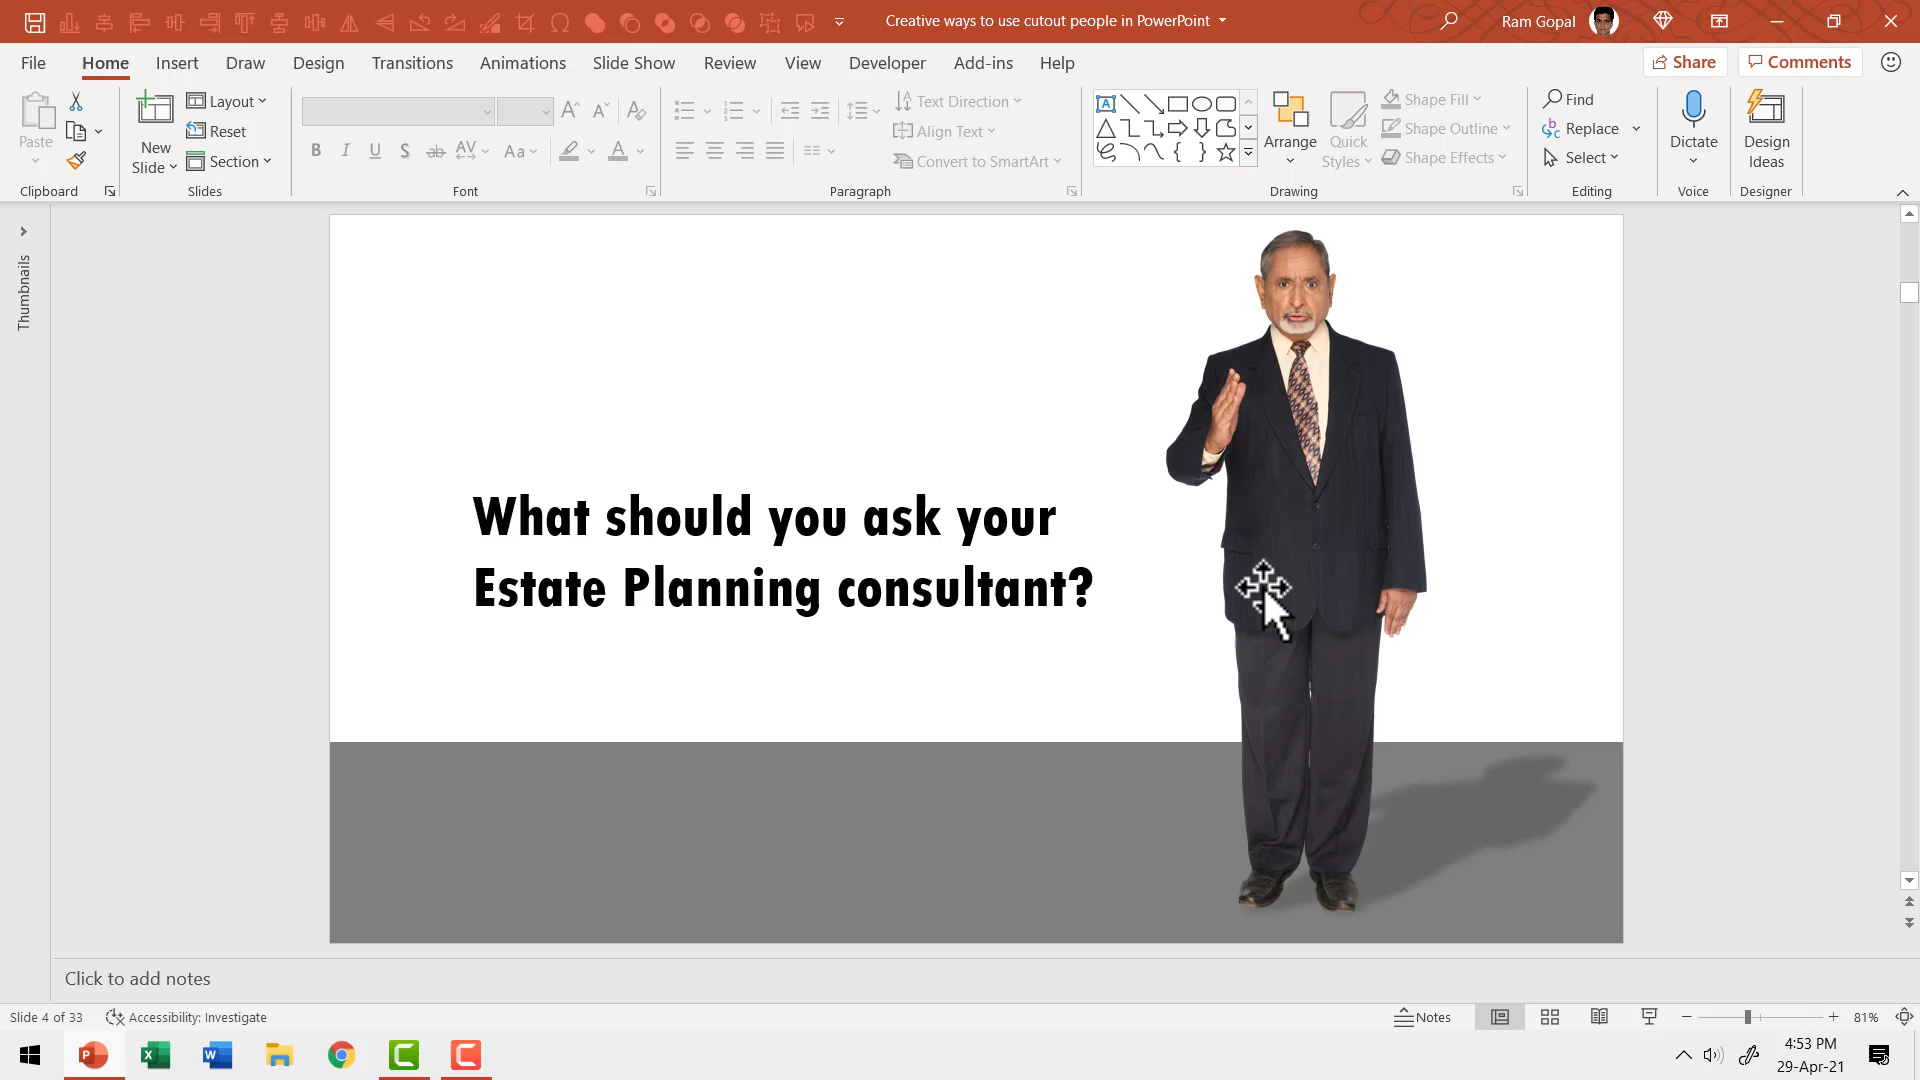 Creative ways to use cutout people in PowerPoint
Ram Gopal
File Home Insert Draw Design Transitions Animations Slide Show Review View Developer Add-ins Help
Share Comments
Paste
New Slide
Layout
Reset
Section
B I U S ab AV Aa A
Text Direction
Align Text
Convert to SmartArt
Arrange
Quick Styles
Shape Fill
Shape Outline
Shape Effects
Find
Replace
Select
Dictate
Design Ideas
Clipboard Slides Font Paragraph Drawing Editing Voice Designer
Thumbnails
What should you ask your
Estate Planning consultant?
Click to add notes
Slide 4 of 33 Accessibility: Investigate Notes 81%
4:53 PM
29-Apr-21